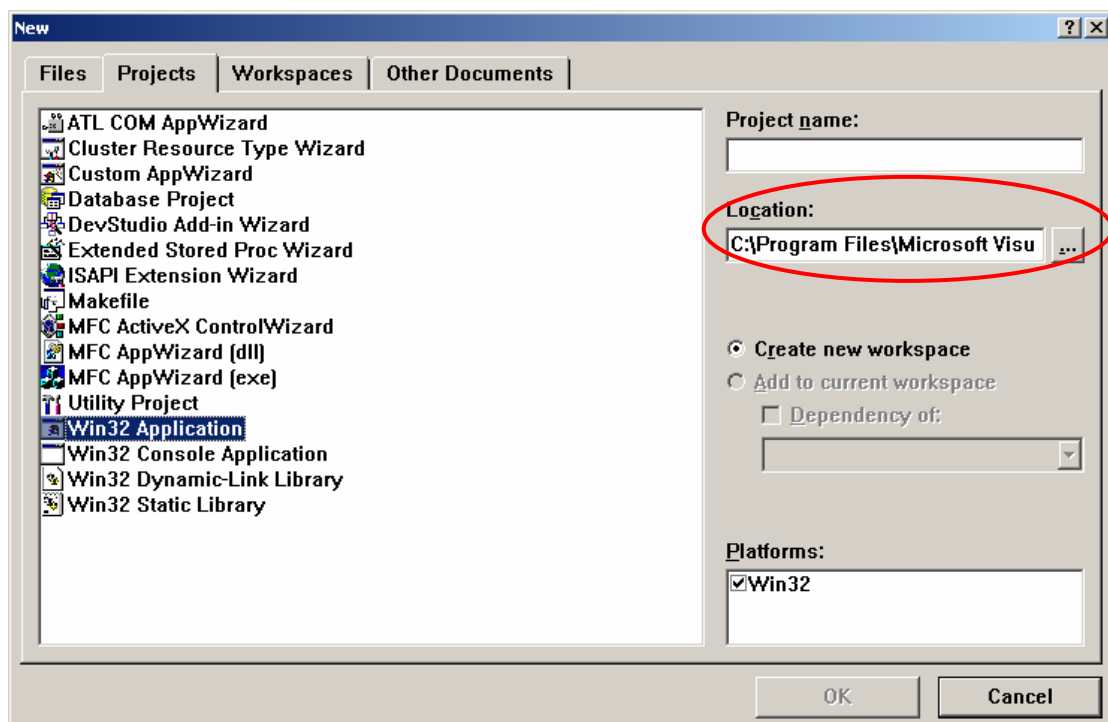 New
Files Projects Workspaces Other Documents
ATL COM AppWizard
Cluster Resource Type Wizard
Custom AppWizard
Database Project
DevStudio Add-in Wizard
Extended Stored Proc Wizard
ISAPI Extension Wizard
Makefile
MFC ActiveX ControlWizard
MFC AppWizard (dll)
MFC AppWizard (exe)
Utility Project
Win32 Application
Win32 Console Application
Win32 Dynamic-Link Library
Win32 Static Library
Project name:
Location:
C:\Program Files\Microsoft Visu ...
Create new workspace
Add to current workspace
Dependency of:
Platforms:
Win32
OK Cancel